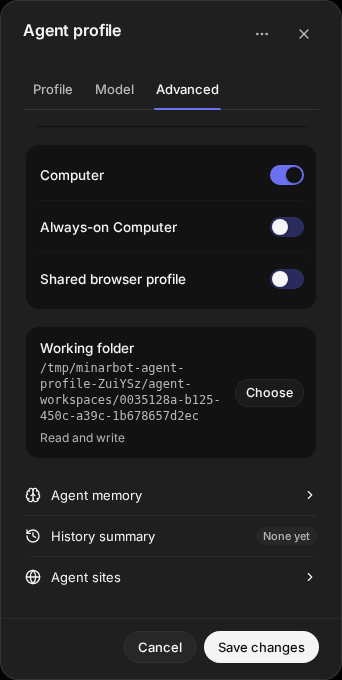 Agent profile
Profile Model Advanced
Computer
Always-on Computer
Shared browser profile
Working folder
/tmp/minarbot-agent-
profile-ZuiYSz/agent-
workspaces/0035128a-b125-
450c-a39c-1b678657d2ec
Choose
Read and write
Agent memory
History summary None yet
Agent sites
Cancel Save changes